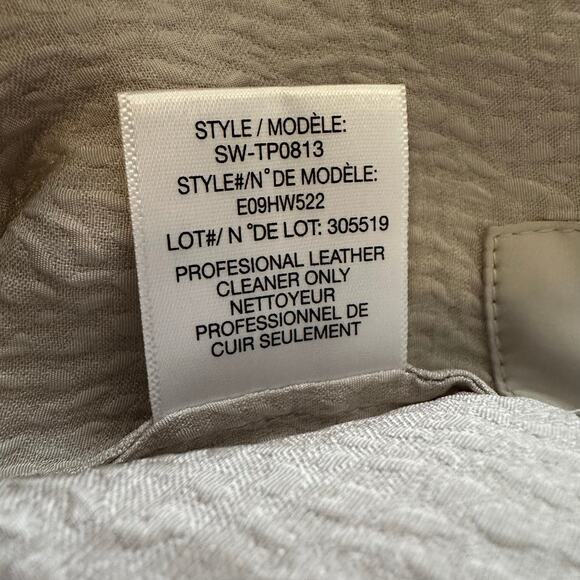 STYLE / MODÈLE:
SW-TP0813
STYLE#/N°DE MODÈLE:
E09HW522
LOT#/ N °DE LOT: 305519
PROFESIONAL LEATHER
CLEANER ONLY
NETTOYEUR
PROFESSIONNEL DE
CUIR SEULEMENT